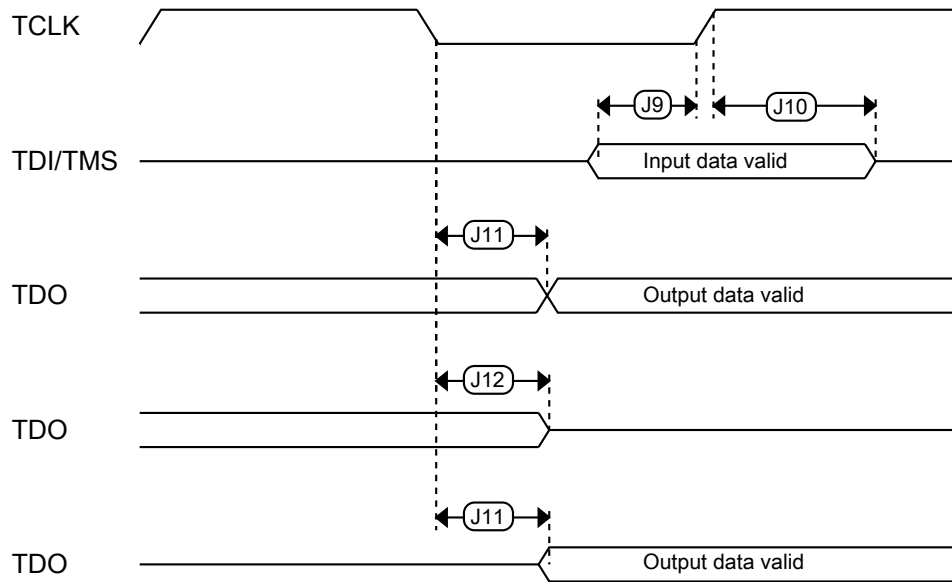 TCLK
J9
J10
TDI/TMS
Input data valid
J11
TDO
Output data valid
J12
TDO
J11
TDO
Output data valid